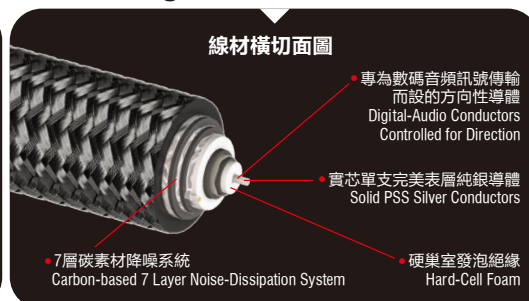 線材橫切面圖
• 專為數碼音頻訊號傳輸
而設的方向性導體
Digital-Audio Conductors
Controlled for Direction
• 實芯單支完美表層純銀導體
Solid PSS Silver Conductors
• 7層碳素材降噪系統
Carbon-based 7 Layer Noise-Dissipation System
• 硬巢室發泡絕緣
Hard-Cell Foam